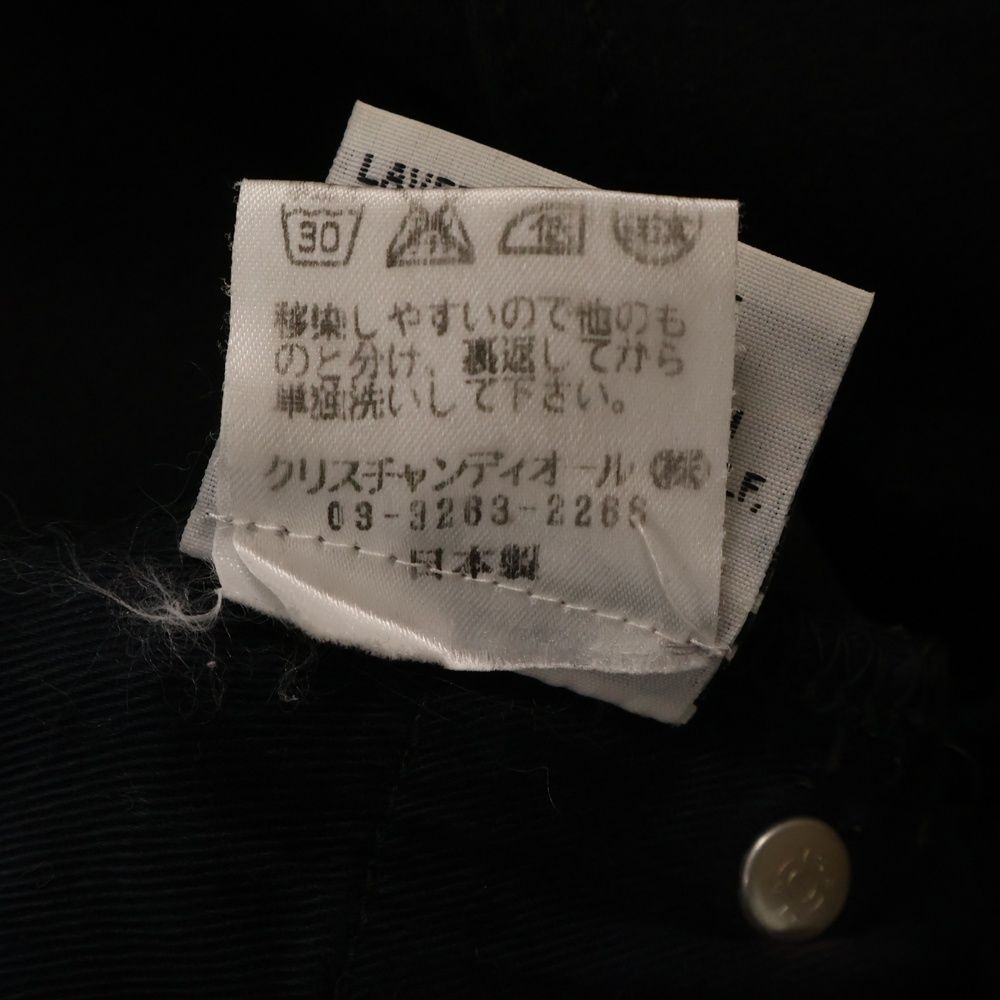 30
低
移染しやすいので他のも
のと分け、裏返してから
単独洗いして下さい。
クリスチャンディオール㈱
03-3263-2268
日本製